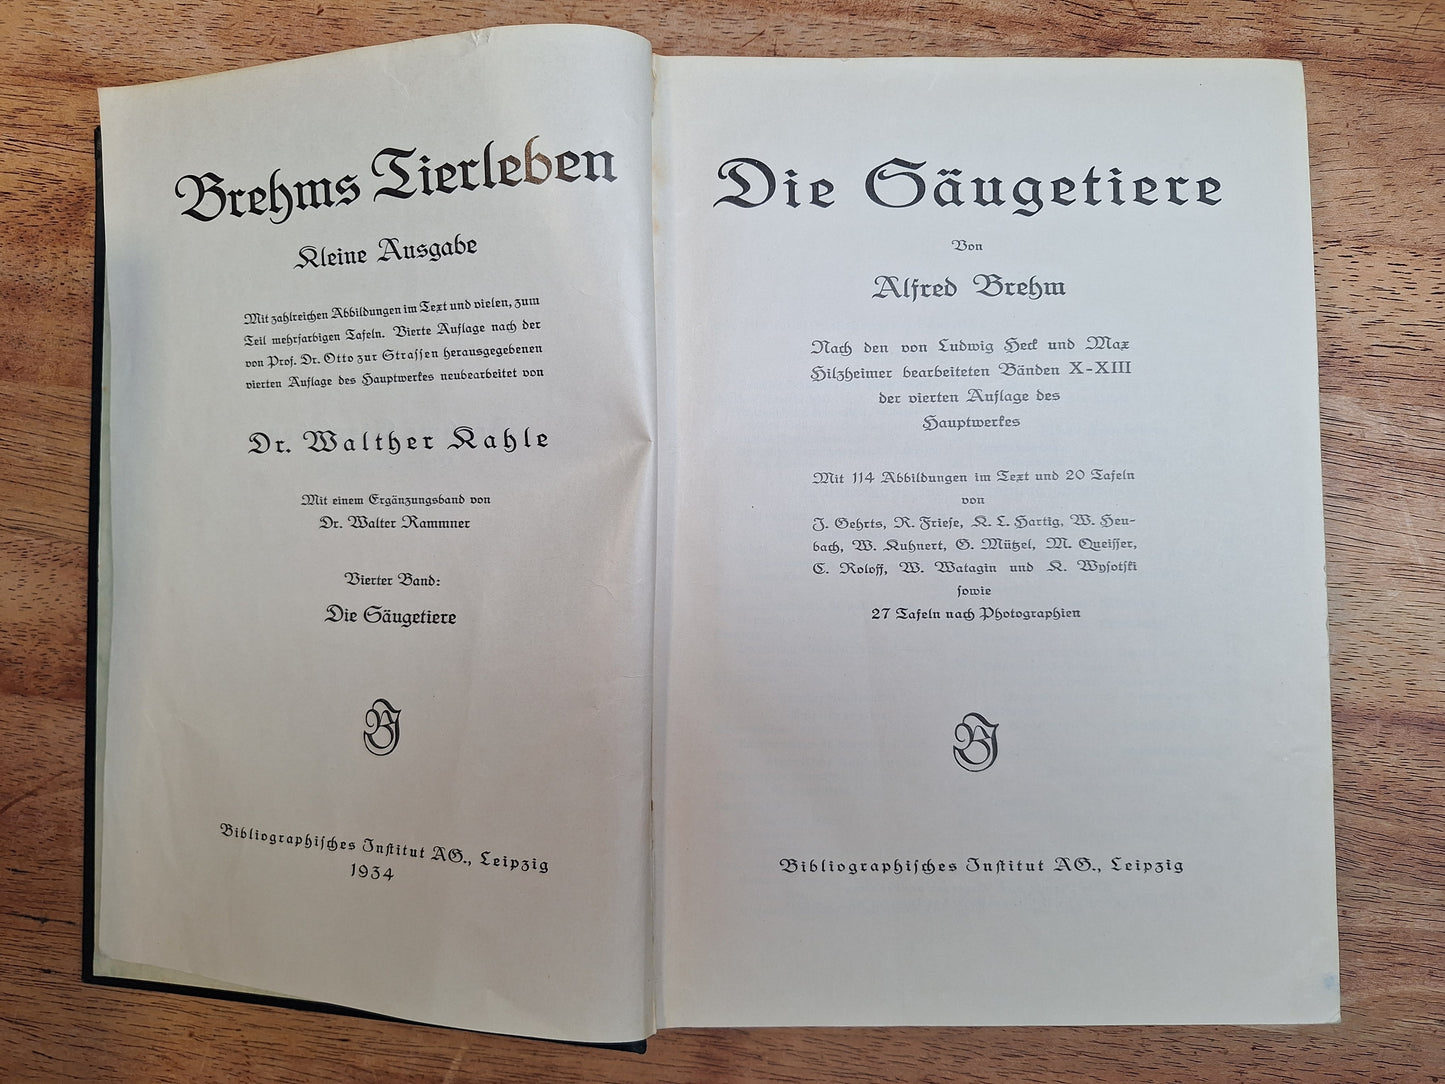 Brehms Tierleben
Kleine Ausgabe
Mit zahlreichen Abbildungen im Text und vielen, zum
Teil mehrfarbigen Tafeln. Vierte Auflage nach der
von Prof. Dr. Otto zur Strassen herausgegebenen
vierten Auflage des Hauptwerkes neubearbeitet von
Dr. Walther Kahle
Mit einem Ergänzungsband von
Dr. Walter Rammner
Vierter Band:
Die Säugetiere
BI
Bibliographisches Institut AG., Leipzig
1934
Die Säugetiere
Von
Alfred Brehm
Nach den von Ludwig Heck und Max
Hilzheimer bearbeiteten Bänden X-XIII
der vierten Auflage des
Hauptwerkes
Mit 114 Abbildungen im Text und 20 Tafeln
von
J. Gehrts, R. Friese, K. L. Hartig, W. Heu-
bach, W. Kuhnert, G. Mützel, M. Queisser,
C. Roloff, W. Watagin und K. Wysotski
sowie
27 Tafeln nach Photographien
BI
Bibliographisches Institut AG., Leipzig